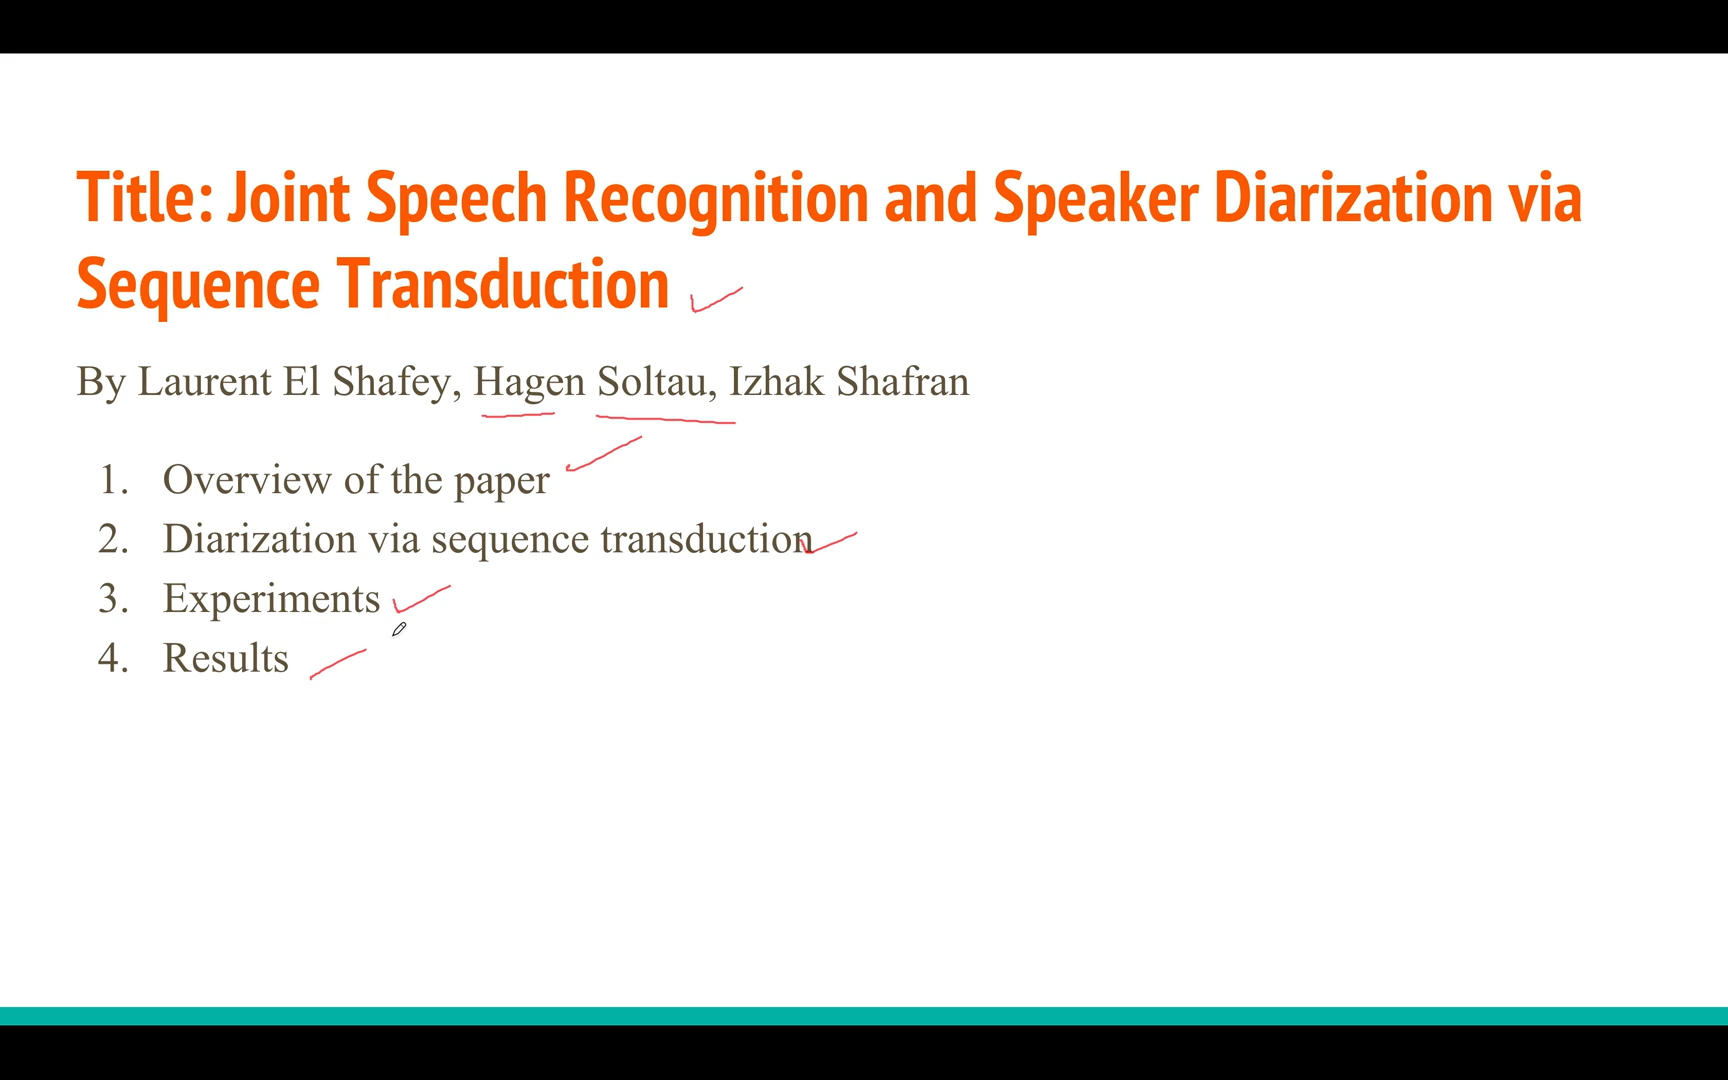 Title: Joint Speech Recognition and Speaker Diarization via
Sequence Transduction
By Laurent El Shafey, Hagen Soltau, Izhak Shafran
1. Overview of the paper
2. Diarization via sequence transduction
3. Experiments
4. Results